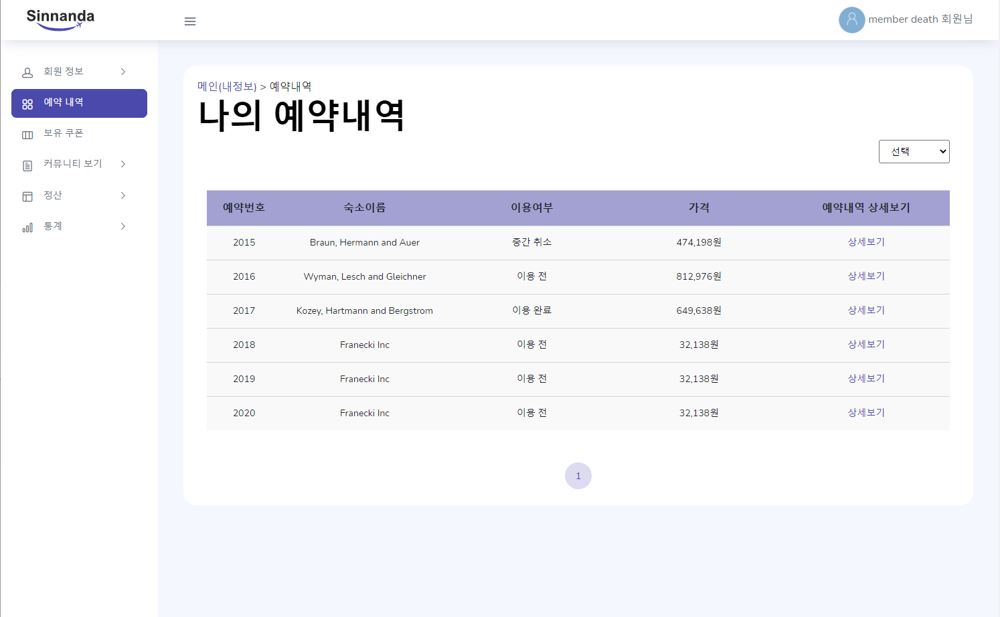 Sinnanda
member death 회원님
회원 정보
예약 내역
보유 쿠폰
커뮤니티 보기
정산
통계
메인(내정보) > 예약내역
나의 예약내역
선택
예약번호 숙소이름 이용여부 가격 예약내역 상세보기
2015 Braun, Hermann and Auer 중간 취소 474,198원 상세보기
2016 Wyman, Lesch and Gleichner 이용 전 812,976원 상세보기
2017 Kozey, Hartmann and Bergstrom 이용 완료 649,638원 상세보기
2018 Franecki Inc 이용 전 32,138원 상세보기
2019 Franecki Inc 이용 전 32,138원 상세보기
2020 Franecki Inc 이용 전 32,138원 상세보기
1